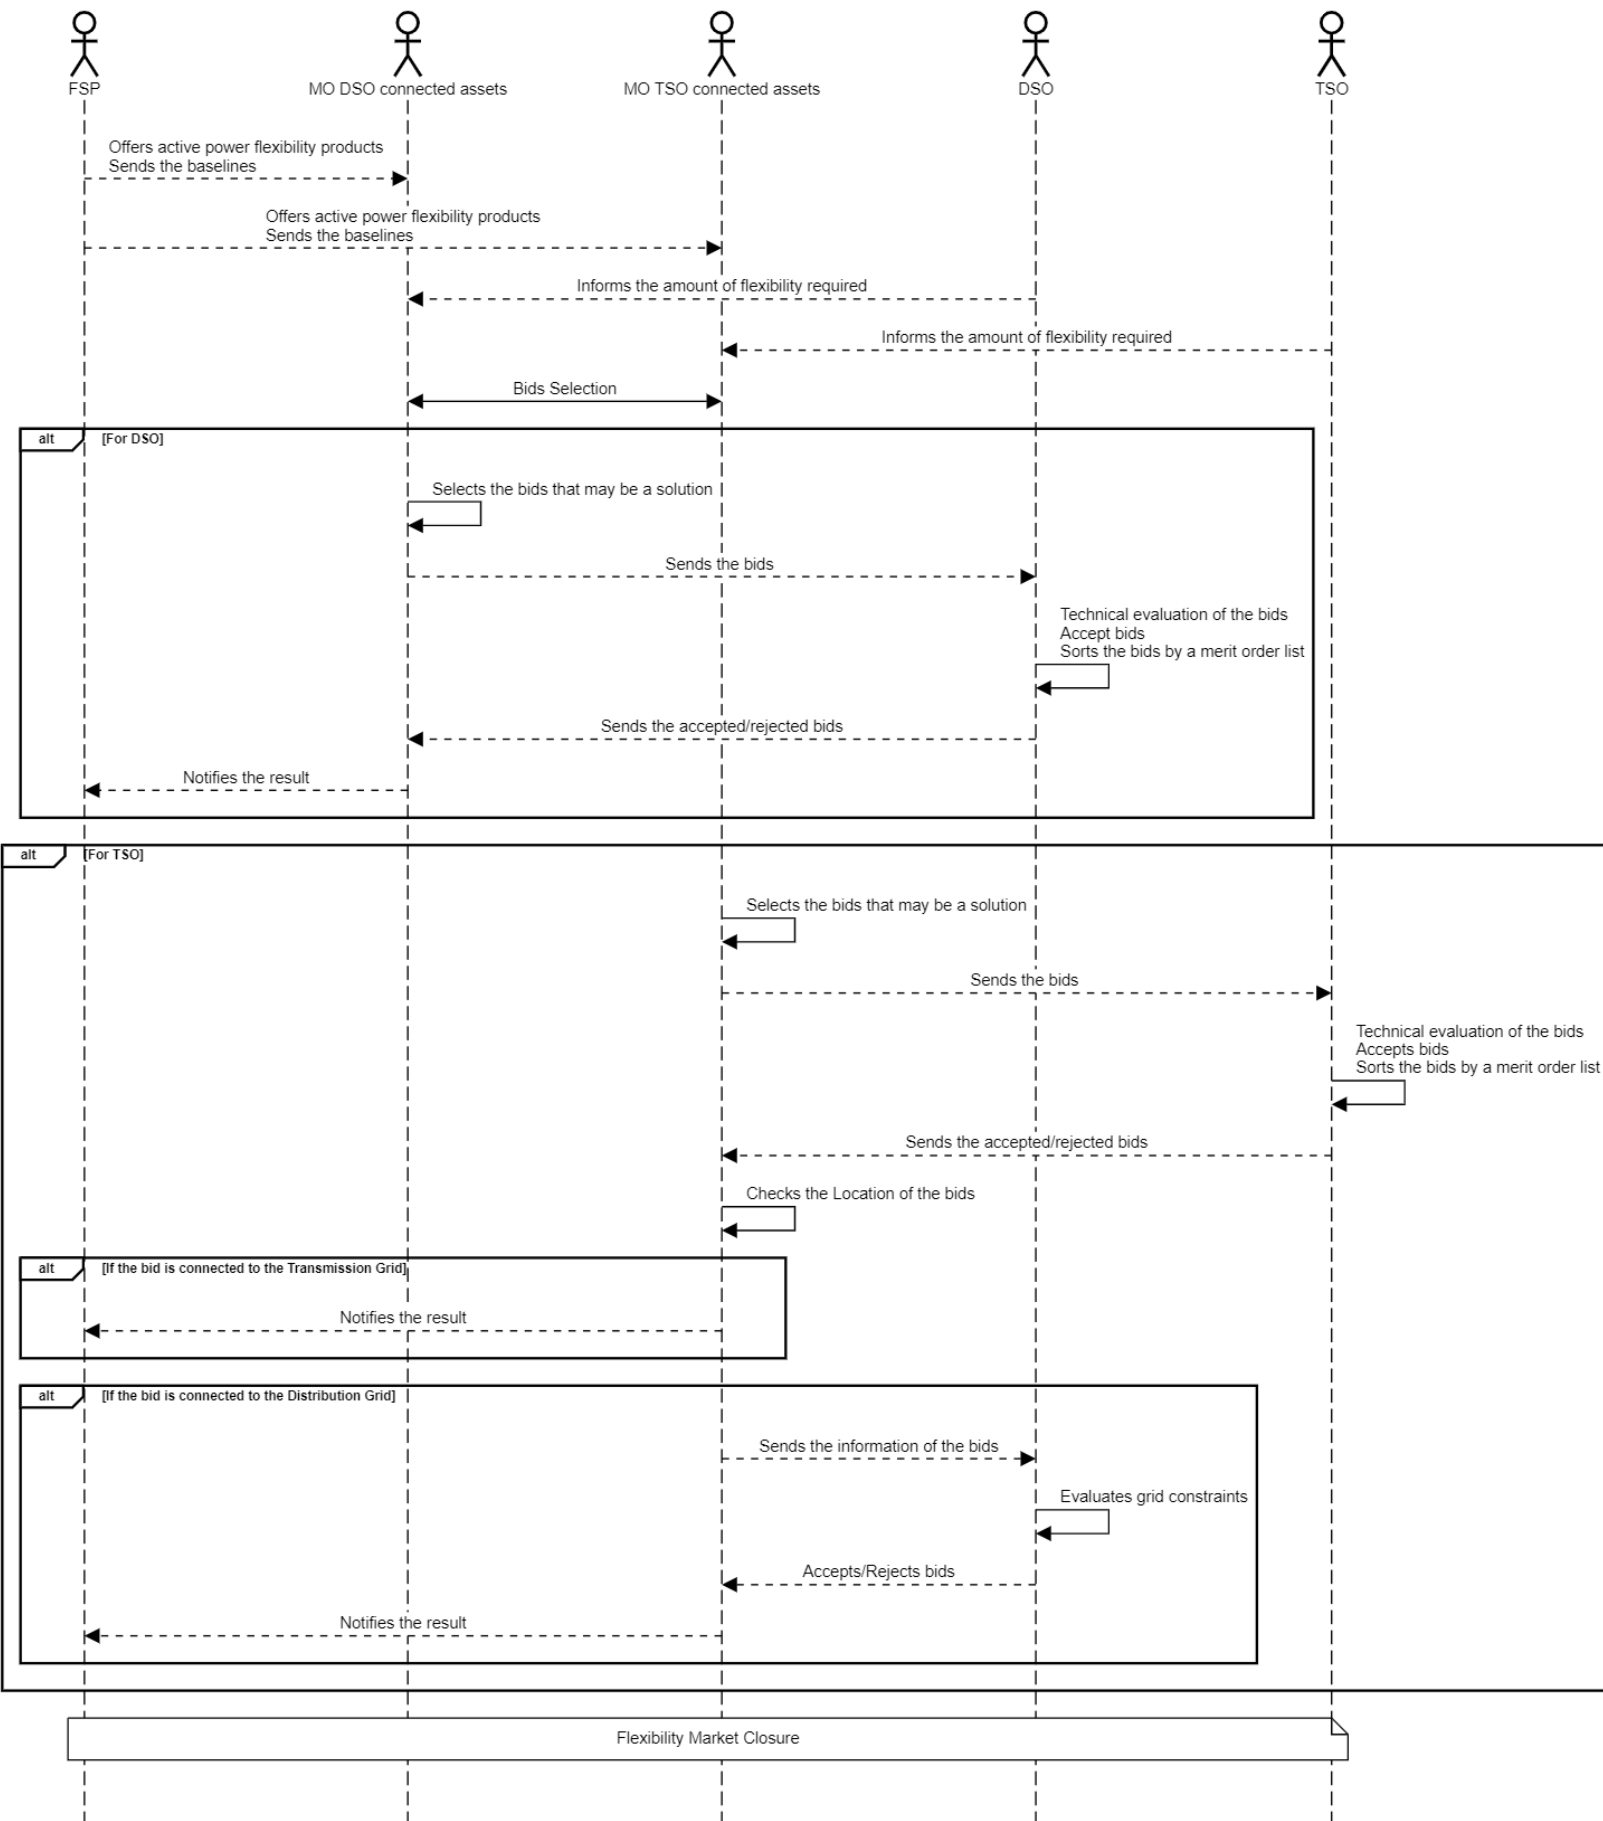 FSP
MO DSO connected assets
MO TSO connected assets
DSO
TSO
Offers active power flexibility products
Sends the baselines
Offers active power flexibility products
Sends the baselines
Informs the amount of flexibility required
Informs the amount of flexibility required
Bids Selection
alt
[For DSO]
Selects the bids that may be a solution
Sends the bids
Technical evaluation of the bids
Accept bids
Sorts the bids by a merit order list
Sends the accepted/rejected bids
Notifies the result
alt
[For TSO]
Selects the bids that may be a solution
Sends the bids
Technical evaluation of the bids
Accepts bids
Sorts the bids by a merit order list
Sends the accepted/rejected bids
Checks the Location of the bids
alt
[If the bid is connected to the Transmission Grid]
Notifies the result
alt
[If the bid is connected to the Distribution Grid]
Sends the information of the bids
Evaluates grid constraints
Accepts/Rejects bids
Notifies the result
Flexibility Market Closure